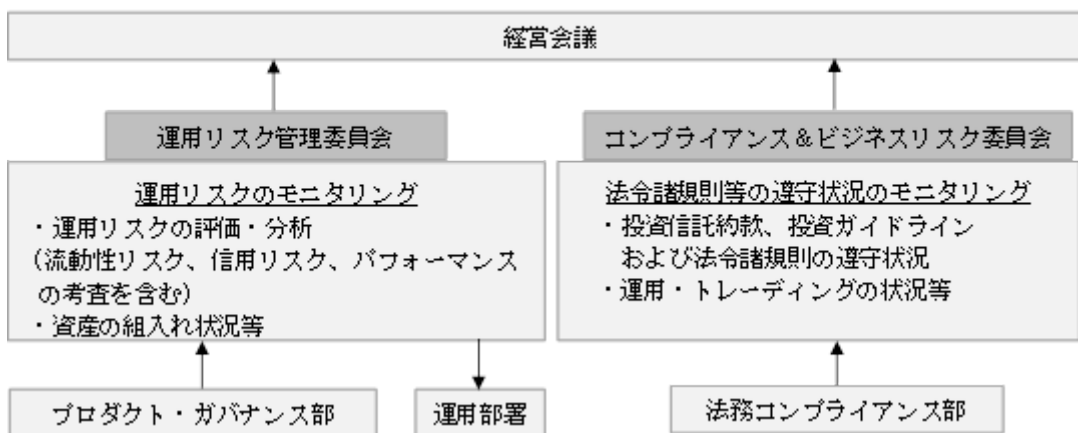 経営会議
運用リスク管理委員会
運用リスクのモニタリング
・運用リスクの評価・分析
(流動性リスク、信用リスク、パフォーマンス
の考査を含む)
・資産の組入れ状況等
プロダクト・ガバナンス部
運用部署
コンプライアンス&ビジネスリスク委員会
法令諸規則等の遵守状況のモニタリング
・投資信託約款、投資ガイドライン
および法令諸規則の遵守状況
・運用・トレーディングの状況等
法務コンプライアンス部